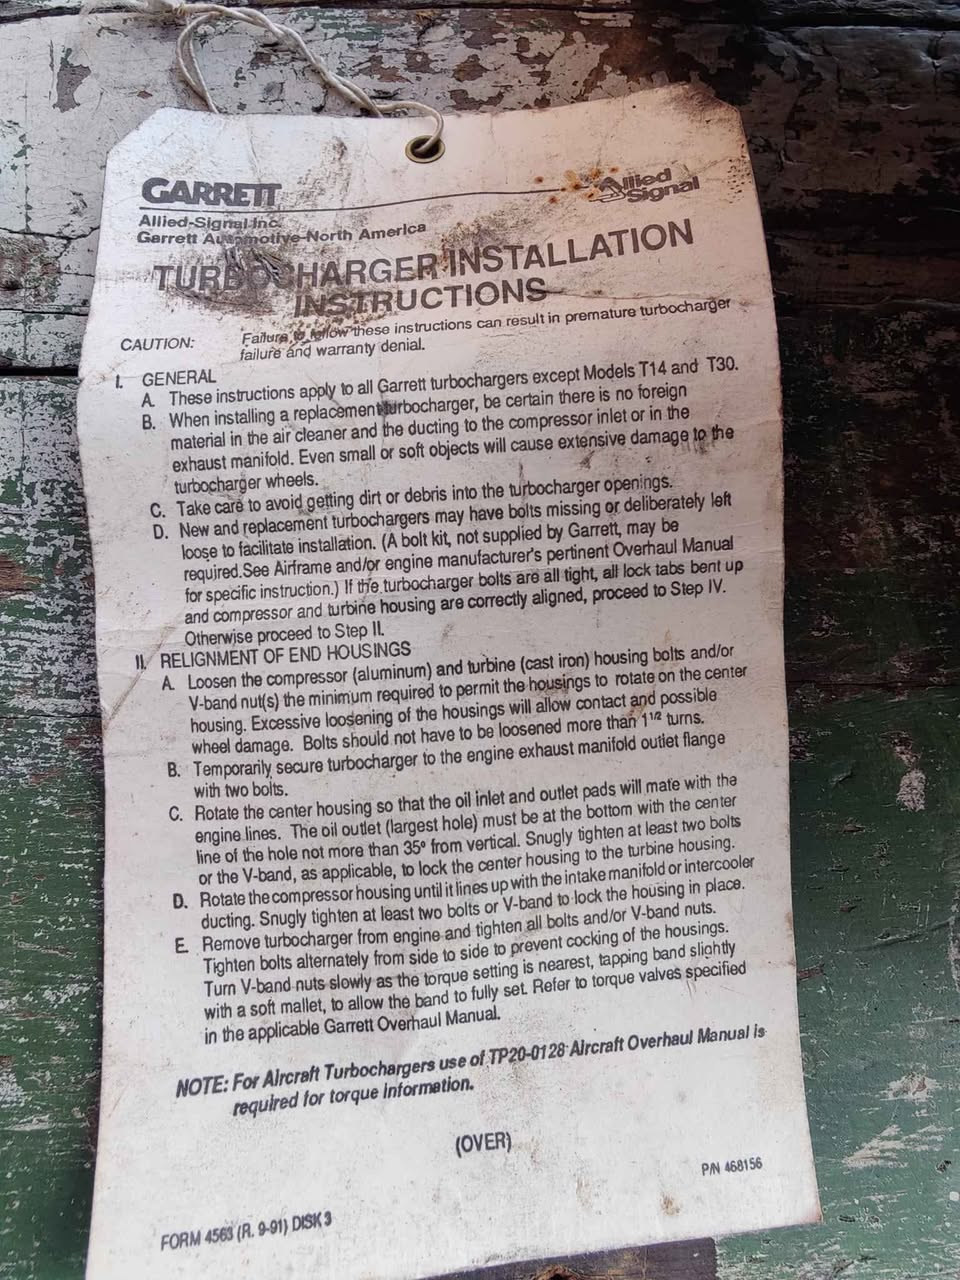 GARRETT
Allied Signal
Allied-Signal Inc.
Garrett Automotive-North America
TURBOCHARGER INSTALLATION
INSTRUCTIONS
CAUTION: Failure to follow these instructions can result in premature turbocharger
failure and warranty denial.
I. GENERAL
A. These instructions apply to all Garrett turbochargers except Models T14 and T30.
B. When installing a replacement turbocharger, be certain there is no foreign
material in the air cleaner and the ducting to the compressor inlet or in the
exhaust manifold. Even small or soft objects will cause extensive damage to the
turbocharger wheels.
C. Take care to avoid getting dirt or debris into the turbocharger openings.
D. New and replacement turbochargers may have bolts missing or deliberately left
loose to facilitate installation. (A bolt kit, not supplied by Garrett, may be
required.See Airframe and/or engine manufacturer's pertinent Overhaul Manual
for specific instruction.) If the turbocharger bolts are all tight, all lock tabs bent up
and compressor and turbine housing are correctly aligned, proceed to Step IV.
Otherwise proceed to Step II.
II. RELIGNMENT OF END HOUSINGS
A. Loosen the compressor (aluminum) and turbine (cast iron) housing bolts and/or
V-band nut(s) the minimum required to permit the housings to rotate on the center
housing. Excessive loosening of the housings will allow contact and possible
wheel damage. Bolts should not have to be loosened more than 1 1/2 turns.
B. Temporarily secure turbocharger to the engine exhaust manifold outlet flange
with two bolts.
C. Rotate the center housing so that the oil inlet and outlet pads will mate with the
engine lines. The oil outlet (largest hole) must be at the bottom with the center
line of the hole not more than 35° from vertical. Snugly tighten at least two bolts
or the V-band, as applicable, to lock the center housing to the turbine housing.
D. Rotate the compressor housing until it lines up with the intake manifold or intercooler
ducting. Snugly tighten at least two bolts or V-band to lock the housing in place.
E. Remove turbocharger from engine and tighten all bolts and/or V-band nuts.
Tighten bolts alternately from side to side to prevent cocking of the housings.
Turn V-band nuts slowly as the torque setting is nearest, tapping band slightly
with a soft mallet, to allow the band to fully set. Refer to torque valves specified
in the applicable Garrett Overhaul Manual.
NOTE: For Aircraft Turbochargers use of TP20-0128 Aircraft Overhaul Manual is
required for torque information.
(OVER)
P/N 468156
FORM 4563 (R. 9-91) DISK 3